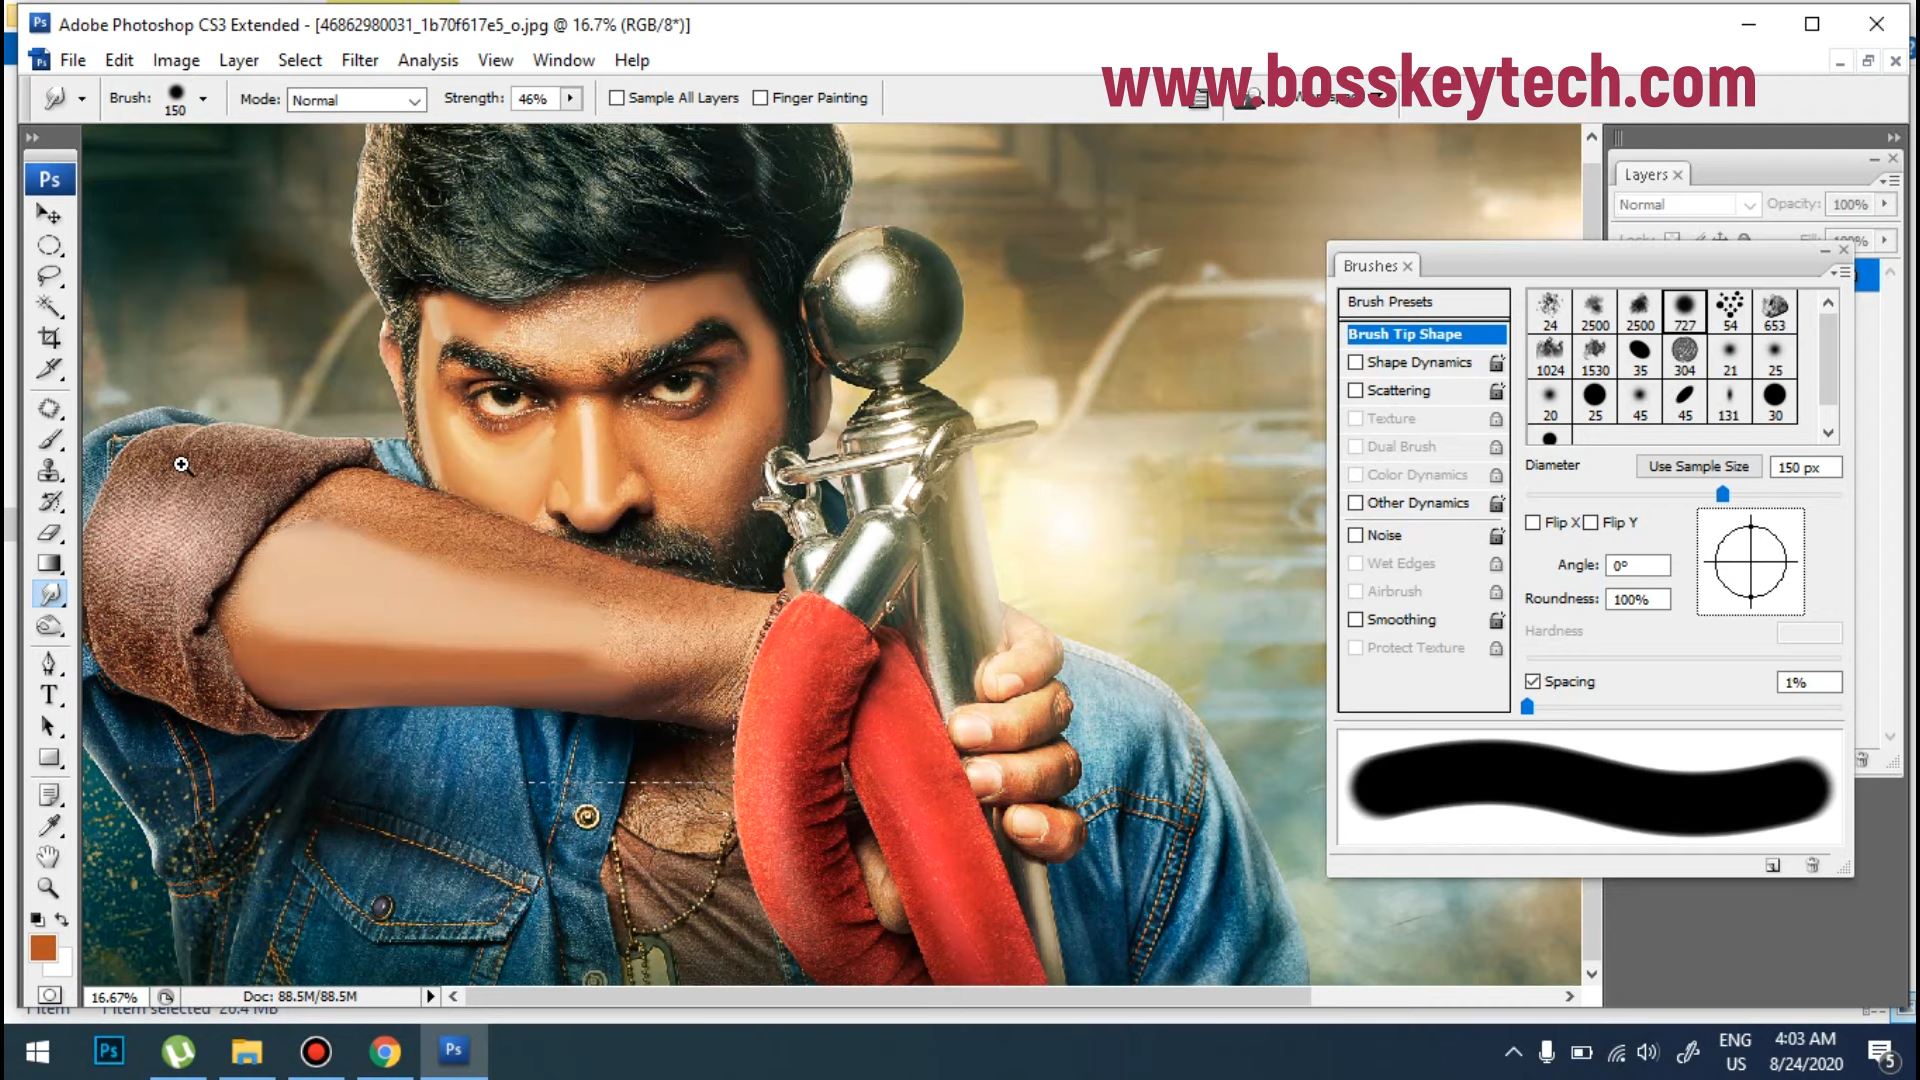 Adobe Photoshop CS3 Extended - [46862980031_1b70f617e5_o.jpg @ 16.7% (RGB/8*)]
File Edit Image Layer Select Filter Analysis View Window Help
www.bosskeytech.com
Brush: 150 Mode: Normal Strength: 46% Sample All Layers Finger Painting
Ps
Layers
Normal Opacity: 100%
Brushes
Brush Presets
Brush Tip Shape
Shape Dynamics
Scattering
Texture
Dual Brush
Color Dynamics
Other Dynamics
Noise
Wet Edges
Airbrush
Smoothing
Protect Texture
24 2500 2500 727 54 653
1024 1530 35 304 21 25
20 25 45 45 131 30
Diameter Use Sample Size 150 px
Flip X Flip Y
Angle: 0°
Roundness: 100%
Hardness
Spacing 1%
16.67% Doc: 88.5M/88.5M
1 item selected 20.4 MB
Ps Ps
ENG
US
4:03 AM
8/24/2020
5